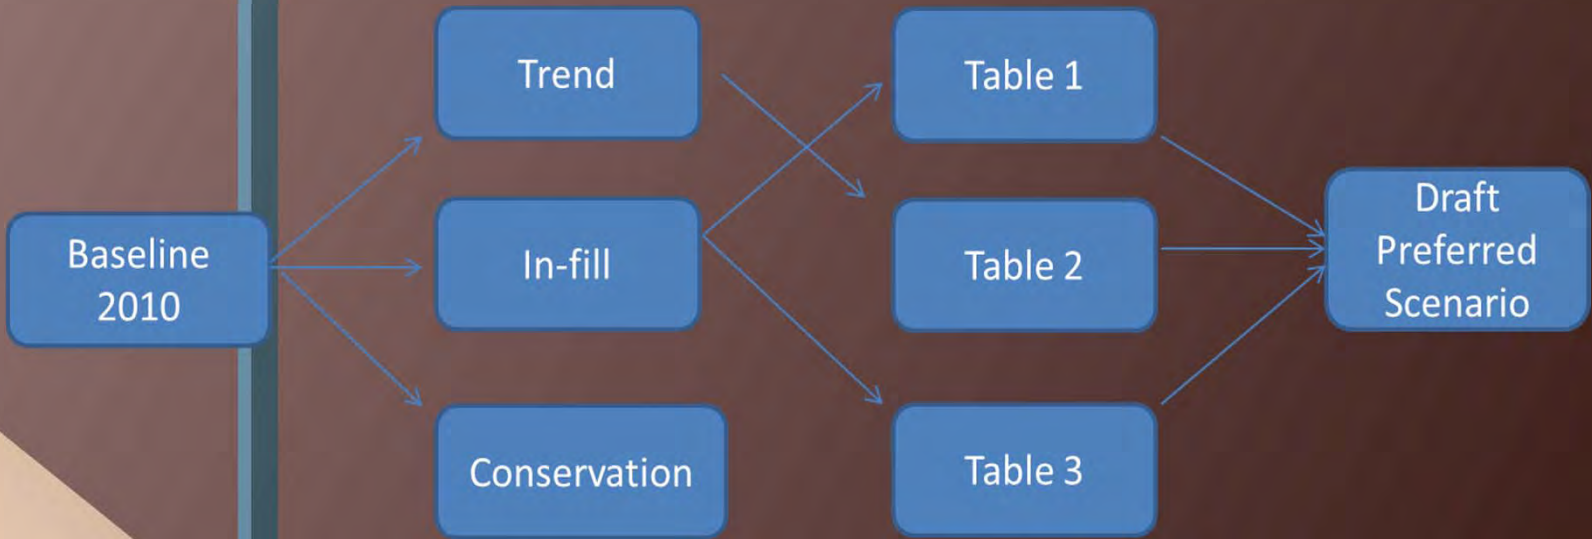 Baseline
2010
Trend
In-fill
Conservation
Table 1
Table 2
Table 3
Draft
Preferred
Scenario